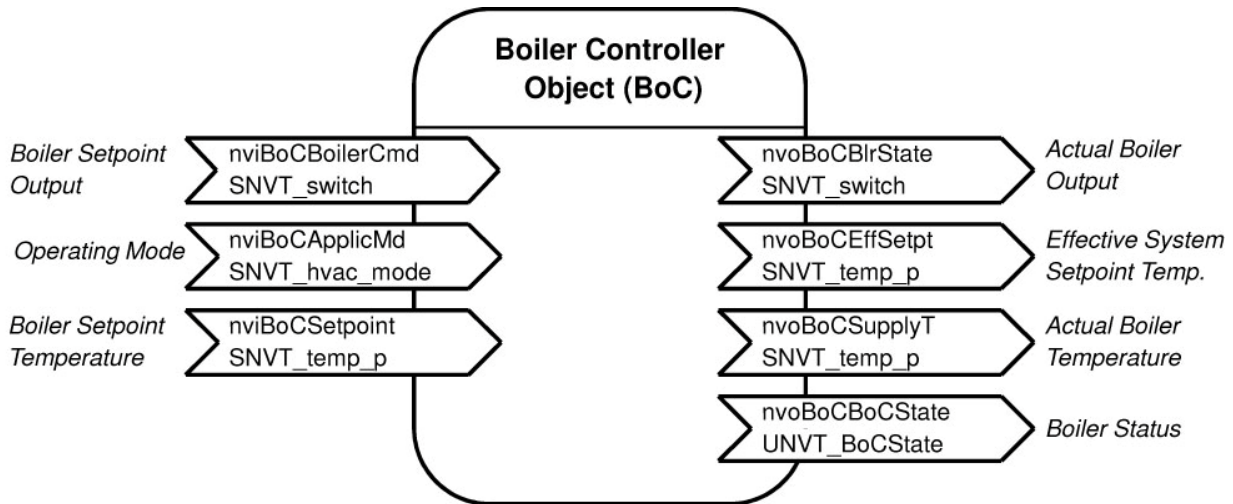 Boiler Controller
Object (BoC)
Boiler Setpoint
Output
nviBoCBoilerCmd
SNVT_switch
Operating Mode
nviBoCApplicMd
SNVT_hvac_mode
Boiler Setpoint
Temperature
nviBoCSetpoint
SNVT_temp_p
nvoBoCBlrState
SNVT_switch
Actual Boiler
Output
nvoBoCEffSetpt
SNVT_temp_p
Effective System
Setpoint Temp.
nvoBoCSupplyT
SNVT_temp_p
Actual Boiler
Temperature
nvoBoCBoCState
UNVT_BoCState
Boiler Status